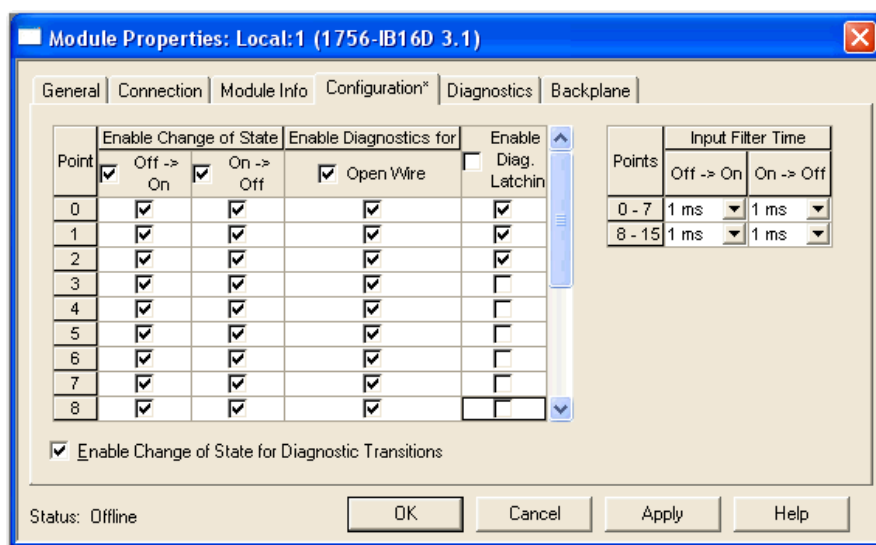 Module Properties: Local:1 (1756-IB16D 3.1)
General Connection Module Info Configuration* Diagnostics Backplane
Point
Enable Change of State
Off -> On
On -> Off
Enable Diagnostics for
Open Wire
Enable
Diag.
Latchin
0
1
2
3
4
5
6
7
8
Points
Input Filter Time
Off -> On On -> Off
0 - 7 1 ms 1 ms
8 - 15 1 ms 1 ms
Enable Change of State for Diagnostic Transitions
Status: Offline
OK Cancel Apply Help